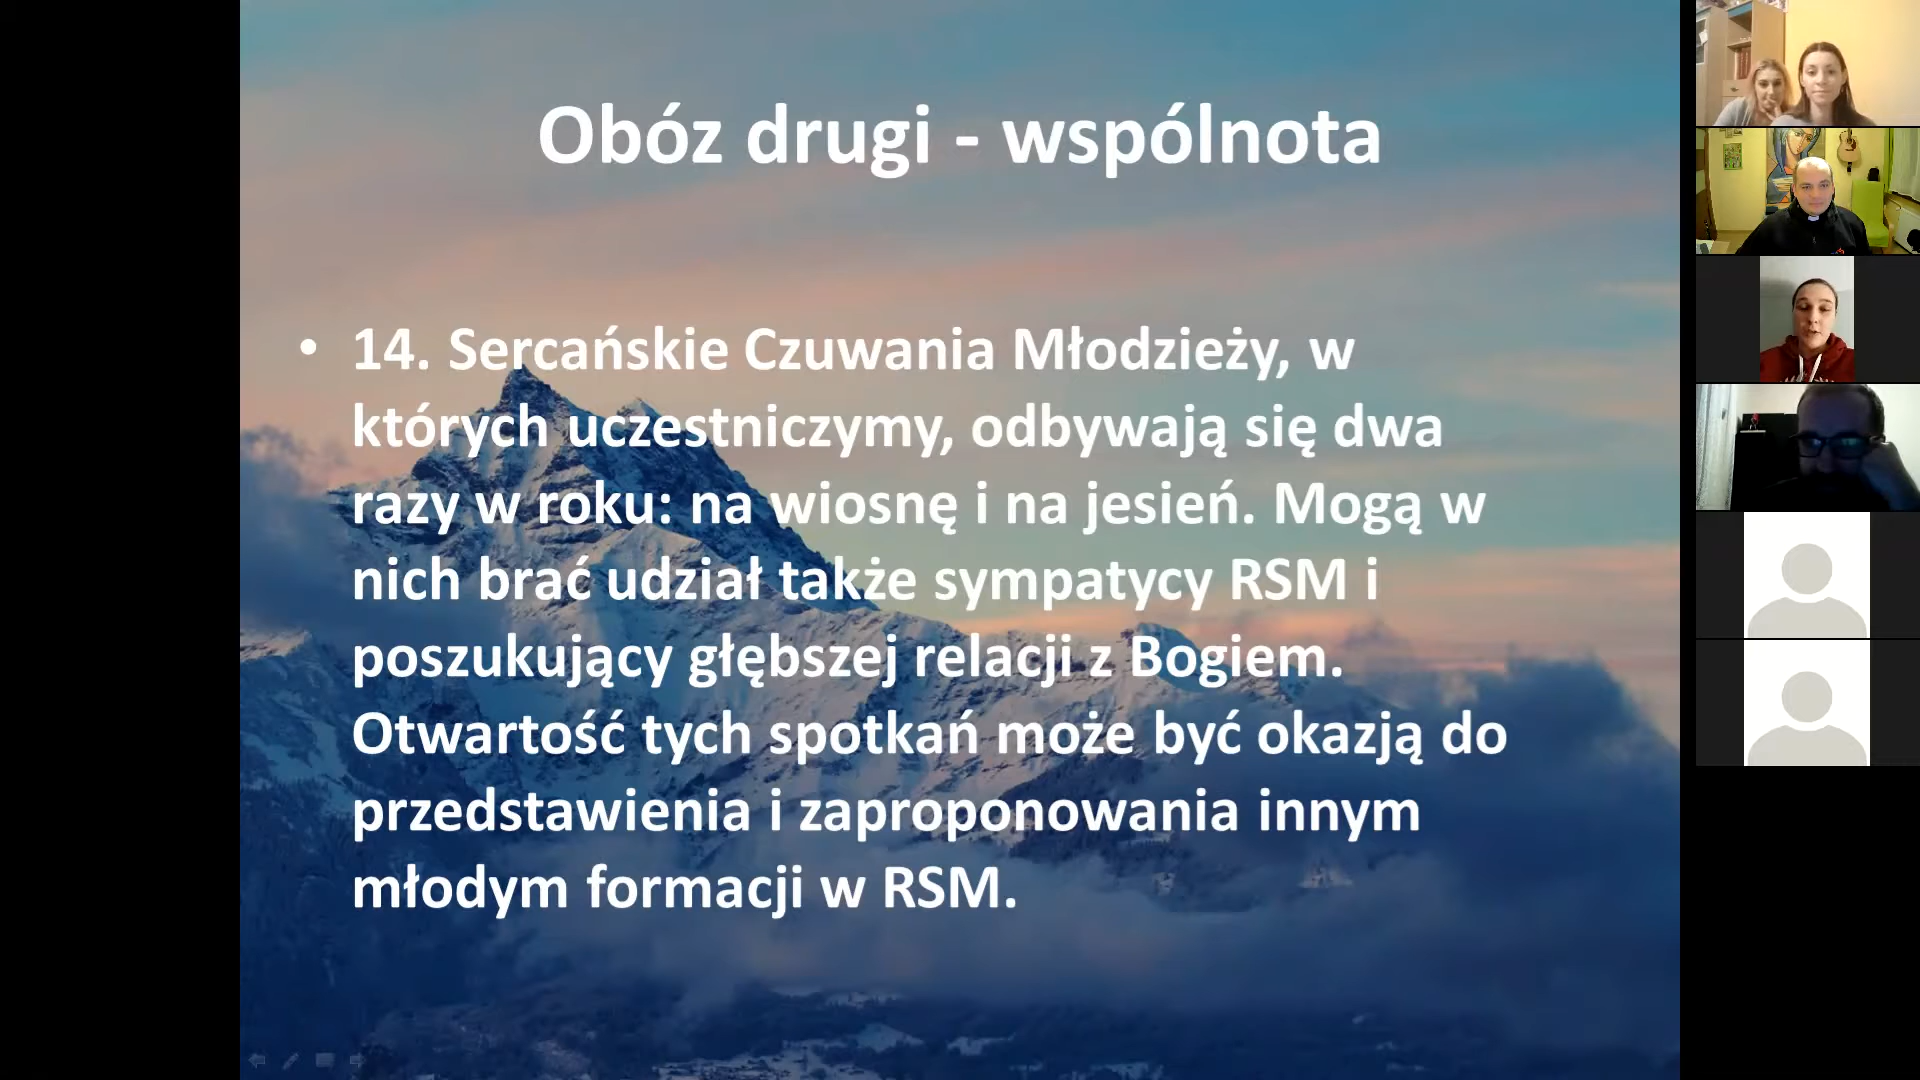 Obóz drugi - wspólnota
• 14. Sercańskie Czuwania Młodzieży, w
których uczestniczymy, odbywają się dwa
razy w roku: na wiosnę i na jesień. Mogą w
nich brać udział także sympatycy RSM i
poszukujący głębszej relacji z Bogiem.
Otwartość tych spotkań może być okazją do
przedstawienia i zaproponowania innym
młodym formacji w RSM.